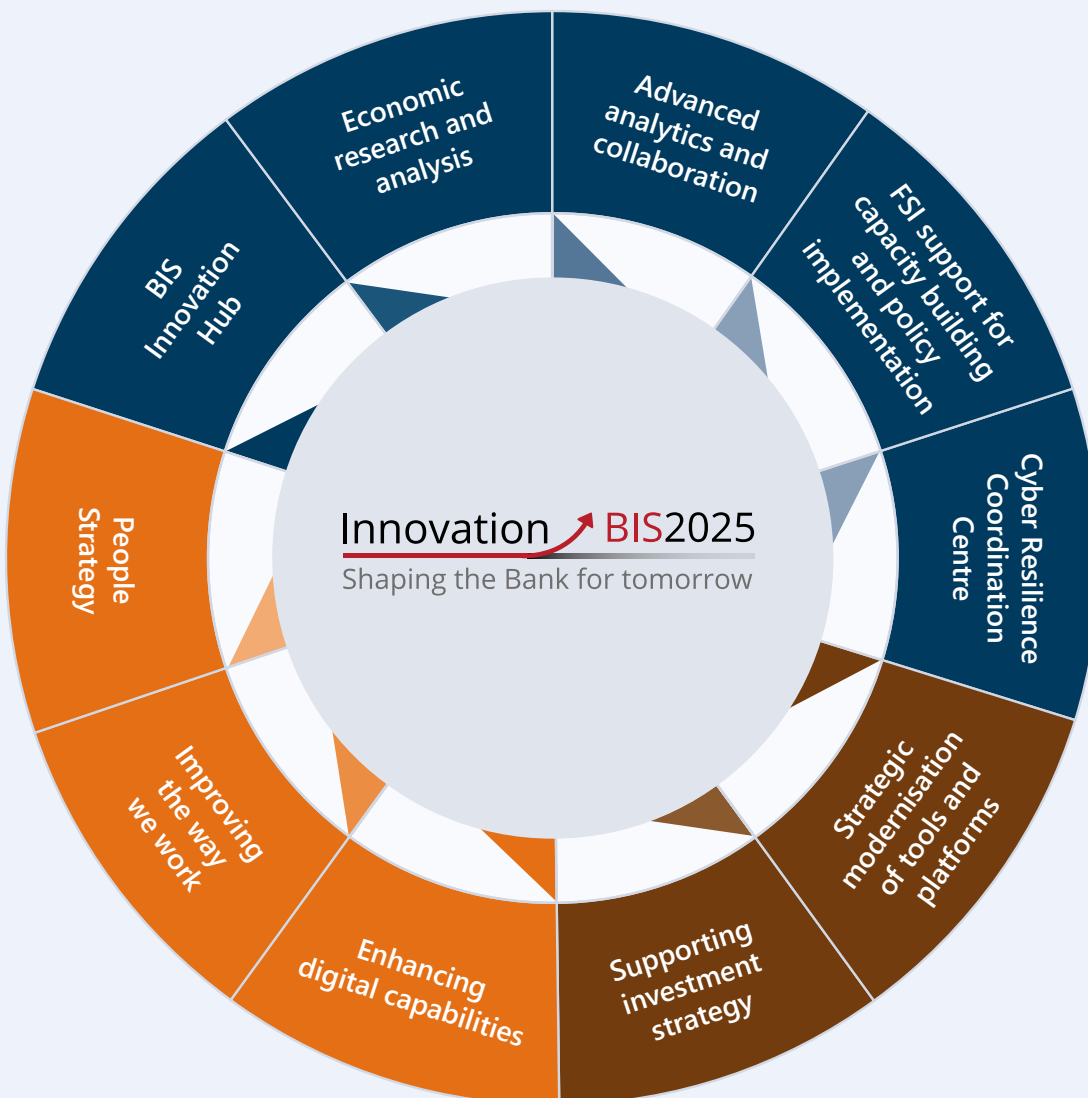 Economic
research and
analysis
Advanced
analytics and
collaboration
FSI support for
capacity building
and policy
implementation
Cyber Resilience
Coordination
Centre
Strategic
modernisation
of tools and
platforms
Supporting
investment
strategy
Enhancing
digital capabilities
Improving
the way
we work
People
Strategy
BIS
Innovation
Hub
Innovation BIS2025
Shaping the Bank for tomorrow